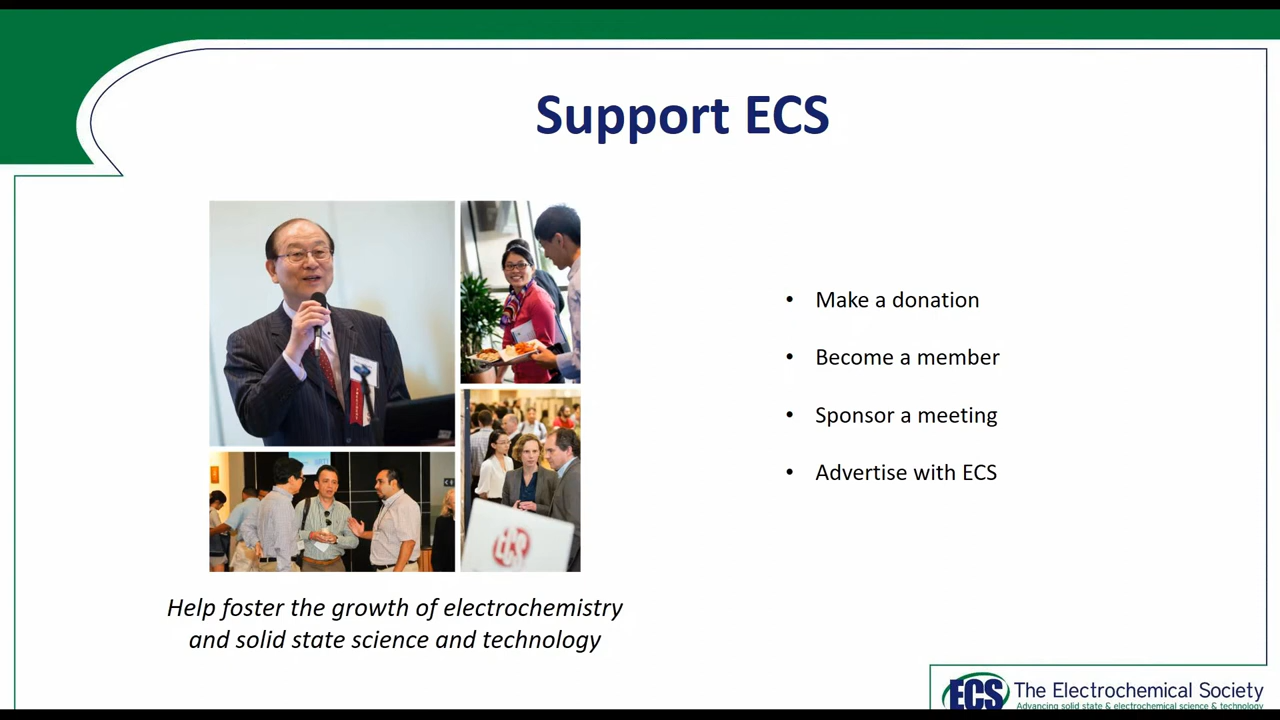 Support ECS
• Make a donation
• Become a member
• Sponsor a meeting
• Advertise with ECS
Help foster the growth of electrochemistry
and solid state science and technology
ECS The Electrochemical Society
Advancing solid state & electrochemical science & technology